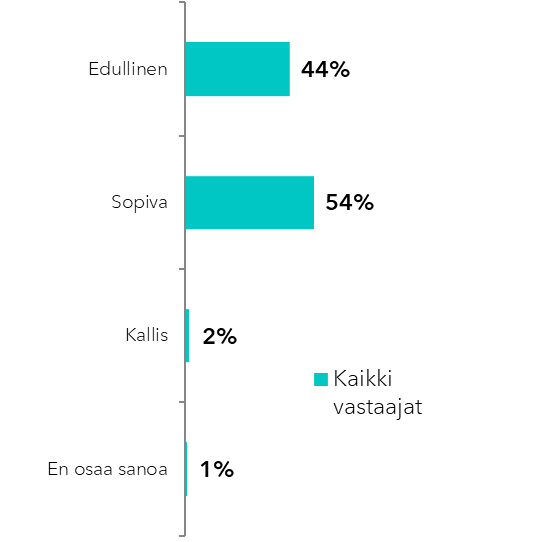 Edullinen 44%
Sopiva 54%
Kallis 2%
Kaikki
vastaajat
En osaa sanoa 1%